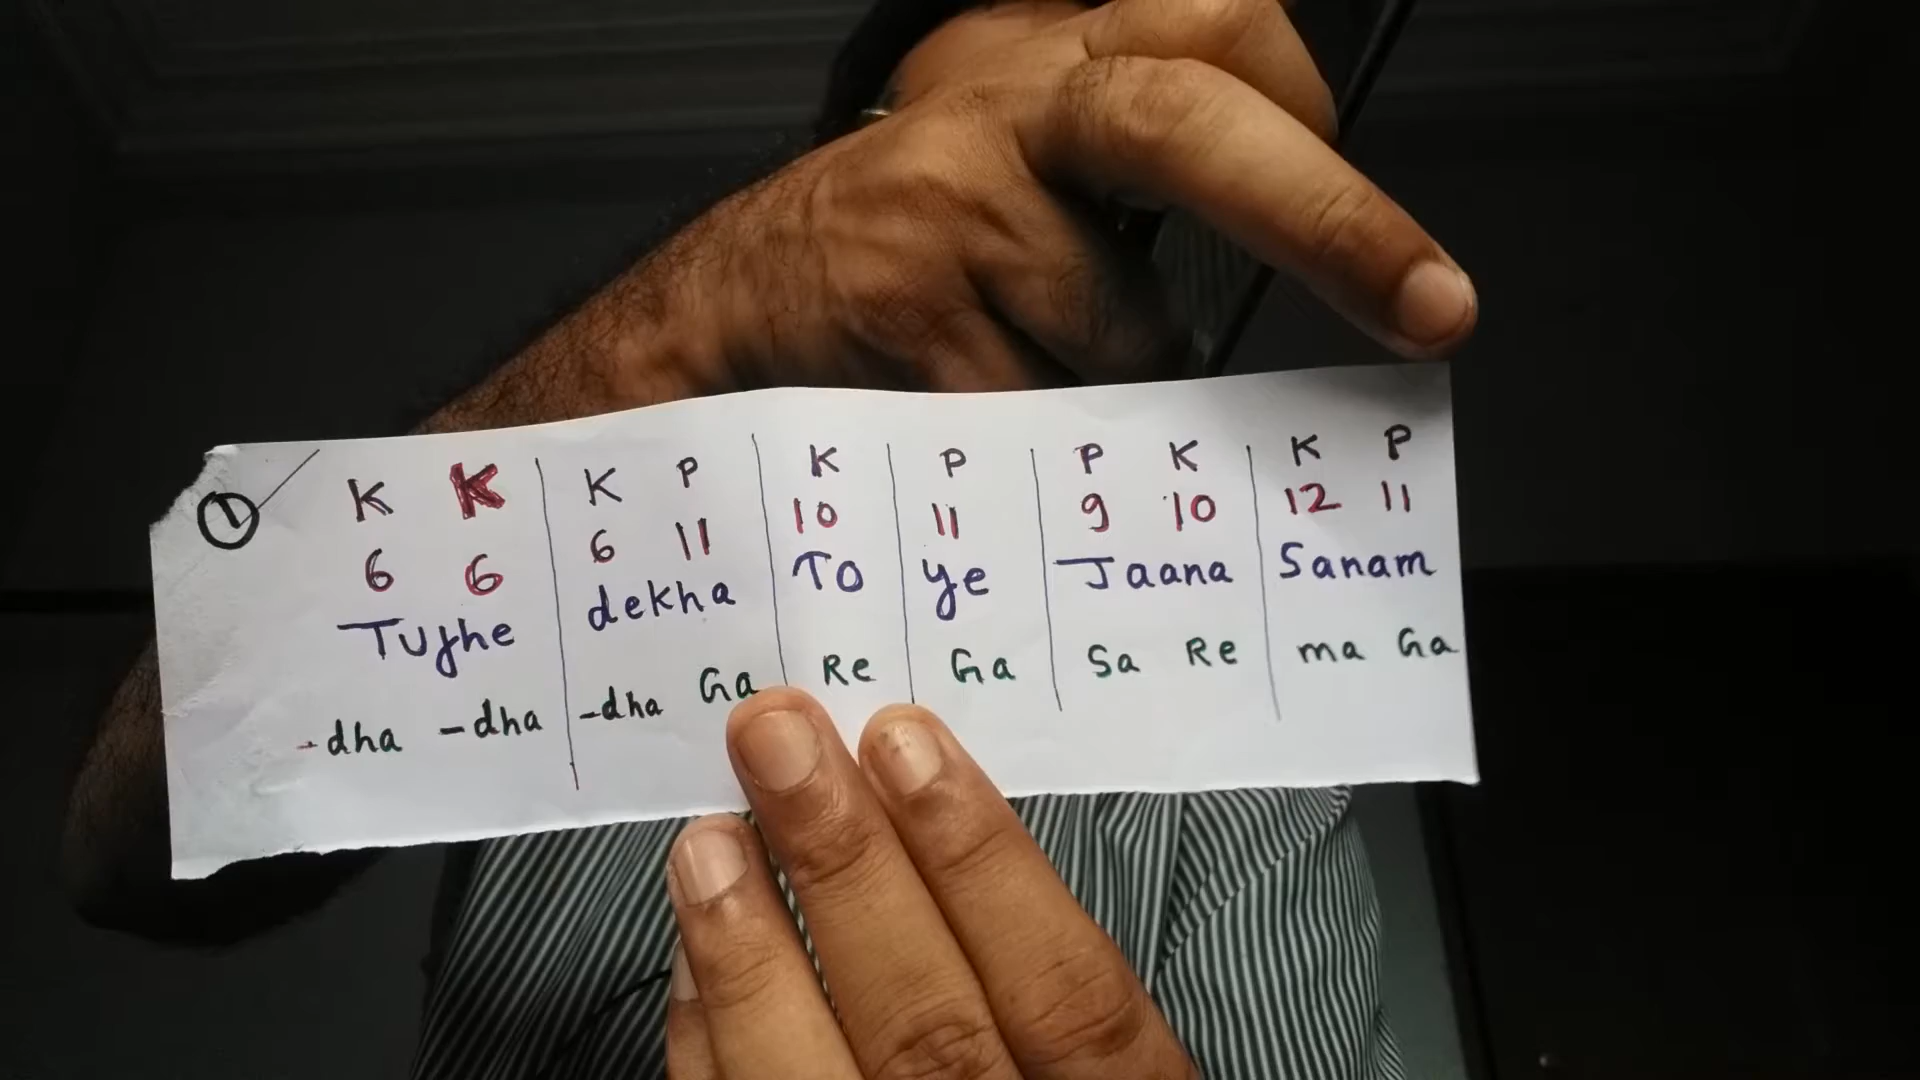 ① K K | K P | K | P | P K | K P
6 6 | 6 11 | 10 | 11 | 9 10 | 12 11
Tujhe | dekha | To | ye | Jaana | Sanam
-dha -dha | -dha Ga | Re | Ga | Sa Re | ma Ga